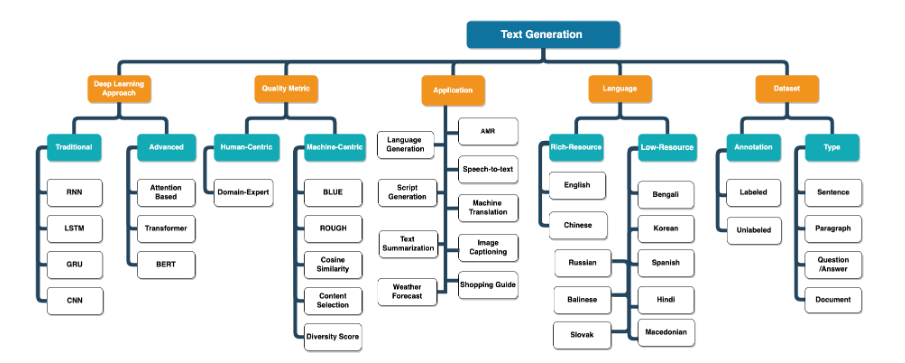 Text Generation
Deep Learning
Approach
Quality Metric
Application
Language
Dataset
Traditional
Advanced
Human-Centric
Machine-Centric
Rich-Resource
Low-Resource
Annotation
Type
RNN
LSTM
GRU
CNN
Attention
Based
Transformer
BERT
Domain-Expert
BLUE
ROUGH
Cosine
Similarity
Content
Selection
Diversity Score
Language
Generation
Script
Generation
Text
Summarization
Weather
Forecast
AMR
Speech-to-text
Machine
Translation
Image
Captioning
Shopping Guide
English
Chinese
Russian
Balinese
Slovak
Bengali
Korean
Spanish
Hindi
Macedonian
Labeled
Unlabeled
Sentence
Paragraph
Question
/Answer
Document